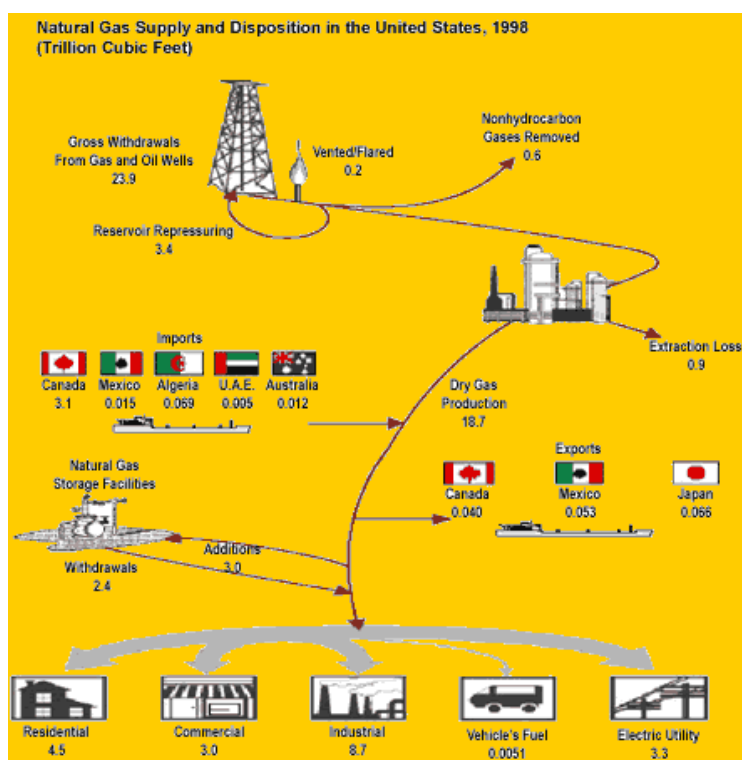 Natural Gas Supply and Disposition in the United States, 1998
(Trillion Cubic Feet)
Gross Withdrawals
From Gas and Oil Wells
23.9
Vented/Flared
0.2
Nonhydrocarbon
Gases Removed
0.6
Reservoir Repressuring
3.4
Extraction Loss
0.9
Imports
Canada Mexico Algeria U.A.E. Australia
3.1 0.015 0.069 0.005 0.012
Dry Gas
Production
18.7
Exports
Canada Mexico Japan
0.040 0.053 0.066
Natural Gas
Storage Facilities
Additions
3.0
Withdrawals
2.4
Residential Commercial Industrial Vehicle's Fuel Electric Utility
4.5 3.0 8.7 0.0051 3.3